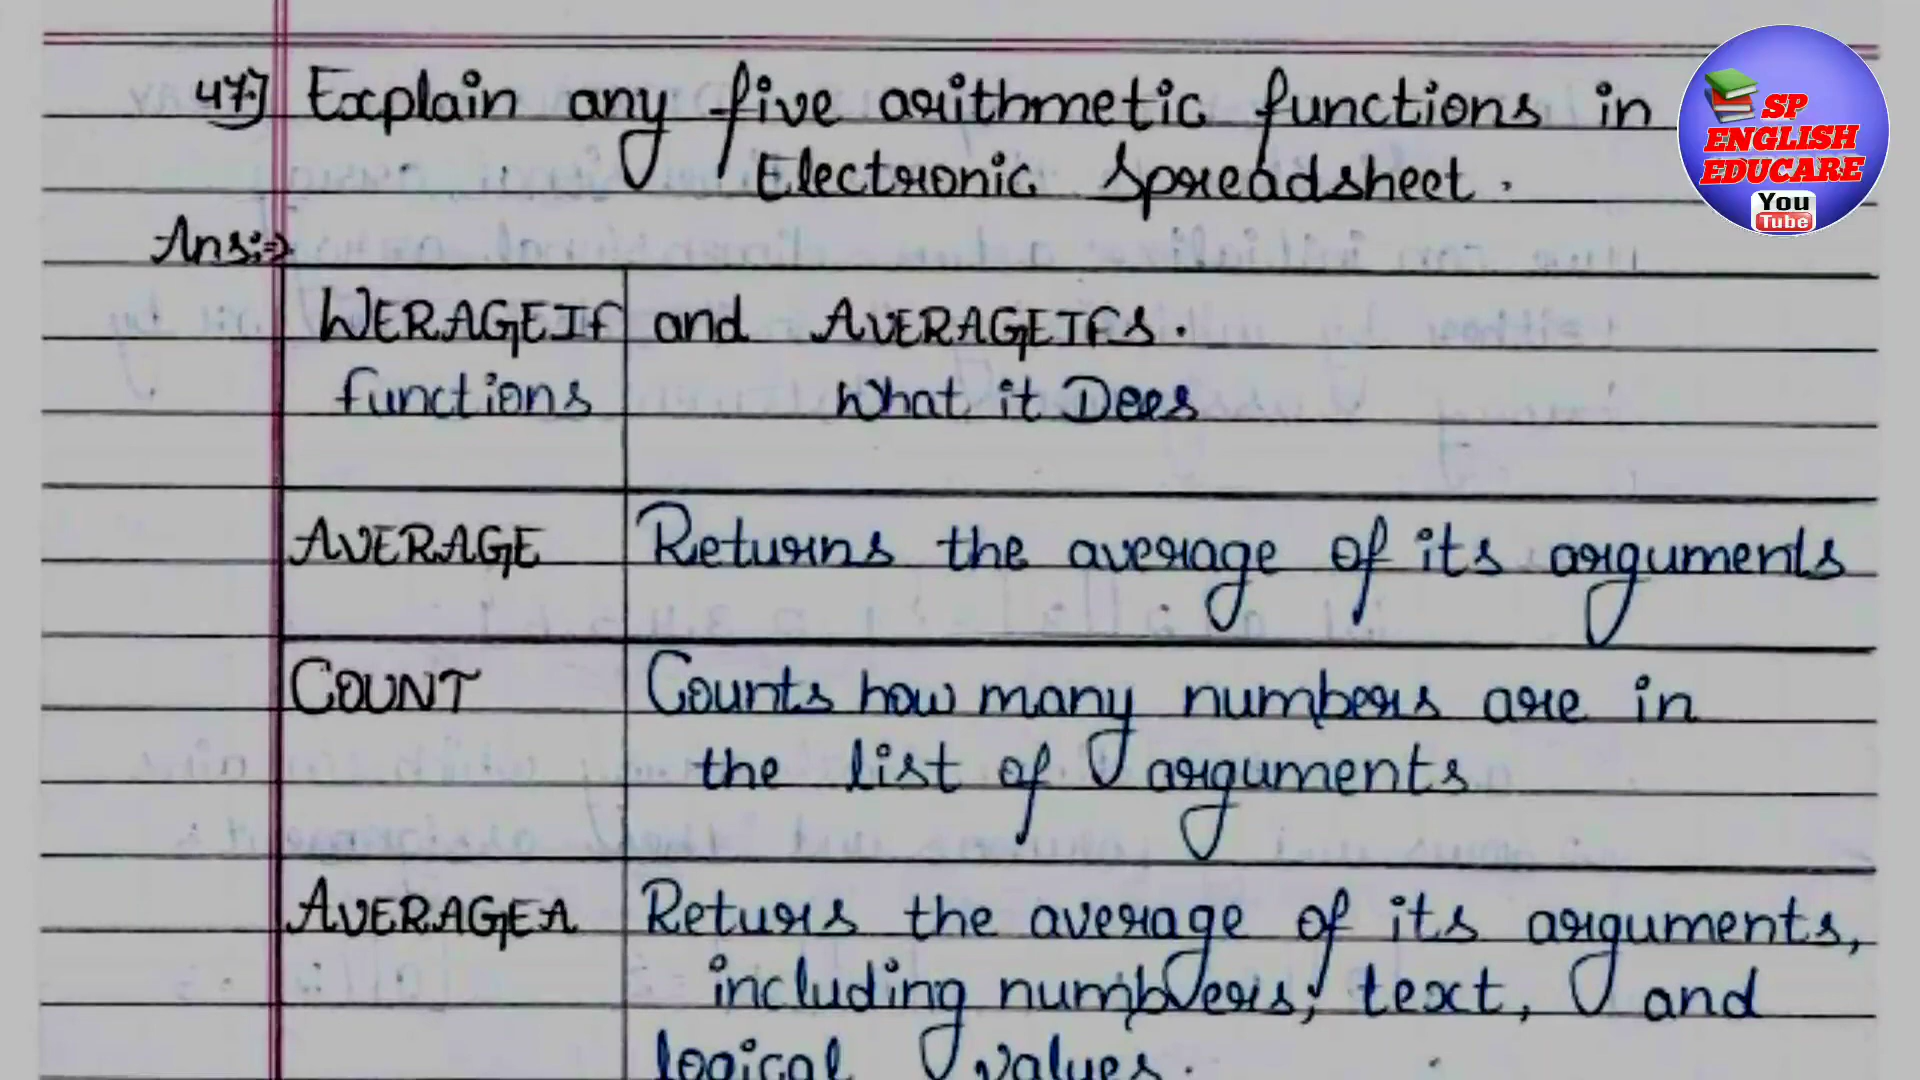 47.) Explain any five arithmetic functions in
Electronic Spreadsheet.
Ans:⇒
WERAGEIF and AVERAGEIFS.
functions What it Does
AVERAGE Returns the average of its arguments
COUNT Counts how many numbers are in
the list of arguments
AVERAGEA Returs the average of its arguments,
including numbers, text, and
logical values.
SP
ENGLISH
EDUCARE
You
Tube